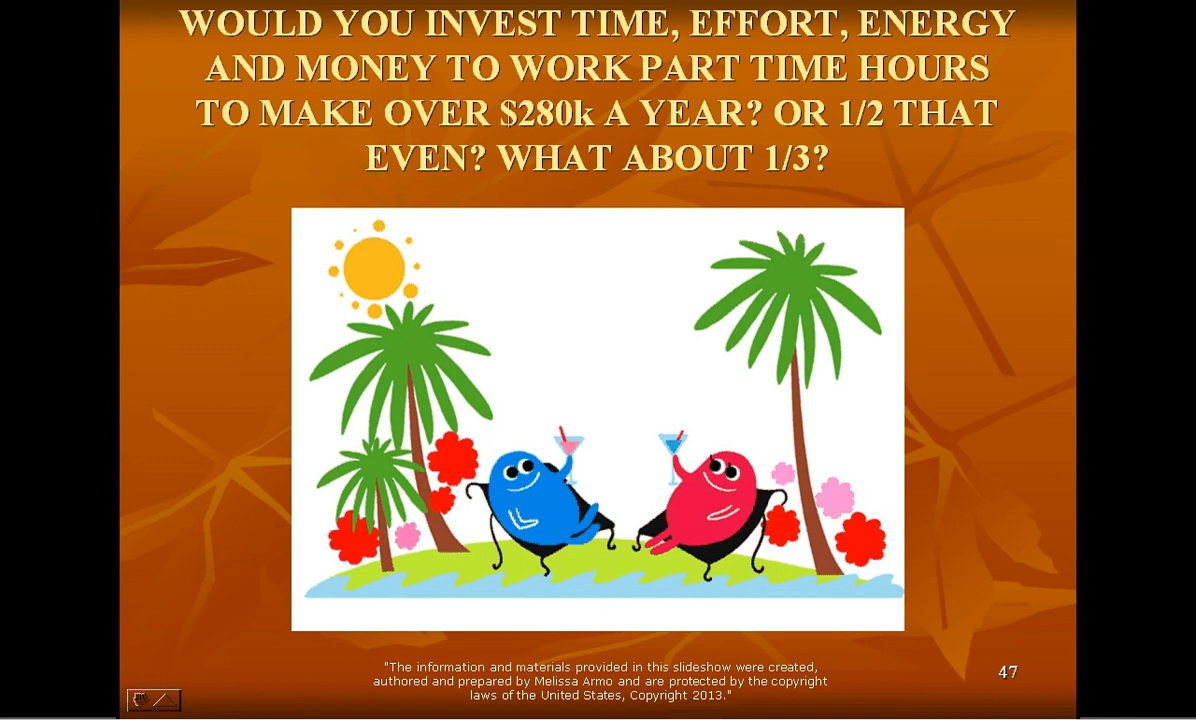 WOULD YOU INVEST TIME, EFFORT, ENERGY
AND MONEY TO WORK PART TIME HOURS
TO MAKE OVER $280k A YEAR? OR 1/2 THAT
EVEN? WHAT ABOUT 1/3?
"The information and materials provided in this slideshow were created,
authored and prepared by Melissa Armo and are protected by the copyright
laws of the United States, Copyright 2013."
47